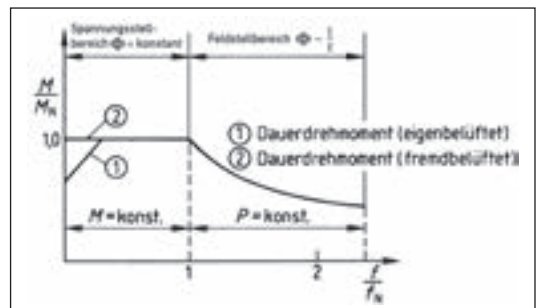 Spannungsstell-
bereich Φ = konstant
Feldstellbereich Φ ~ 1
M
M_N
1,0
②
①
① Dauerdrehmoment (eigenbelüftet)
② Dauerdrehmoment (fremdbelüftet)
M = konst.
P = konst.
1
2
f
f_N